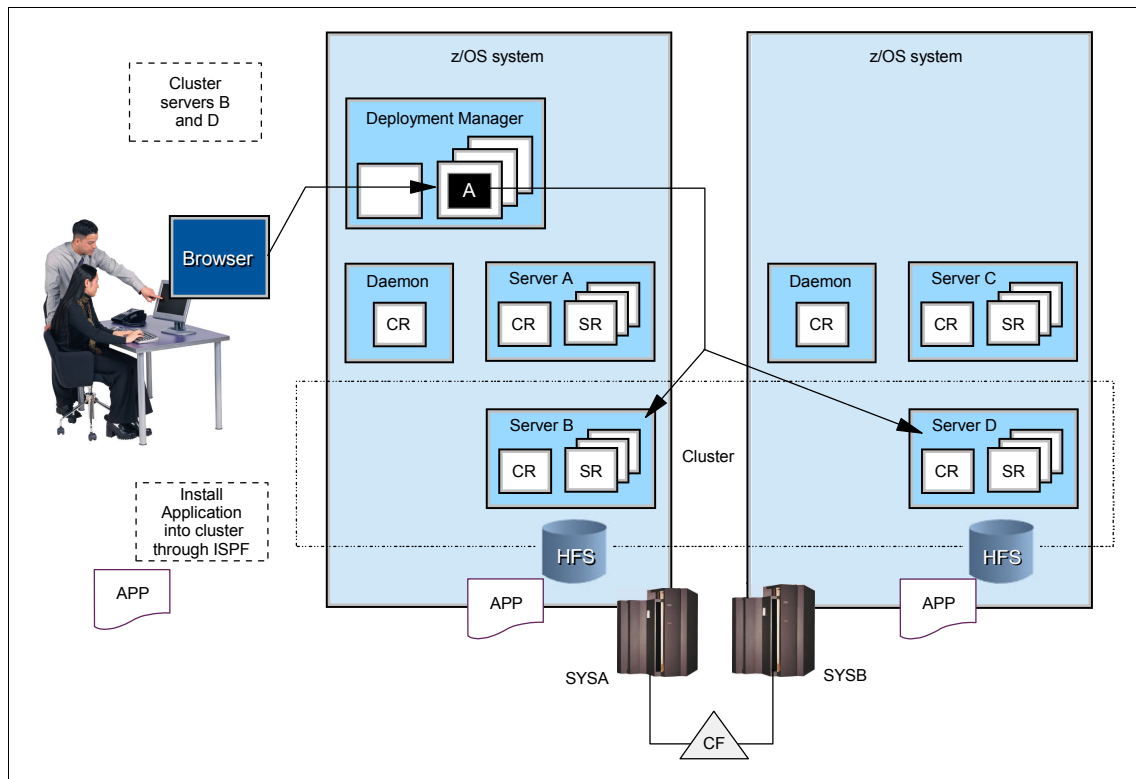 z/OS system
z/OS system
Cluster
servers B
and D
Deployment Manager
A
Browser
Daemon
CR
Server A
CR
SR
Daemon
CR
Server C
CR
SR
Server B
CR
SR
Cluster
Server D
CR
SR
Install
Application
into cluster
through ISPF
HFS
HFS
APP
APP
APP
SYSA
SYSB
CF